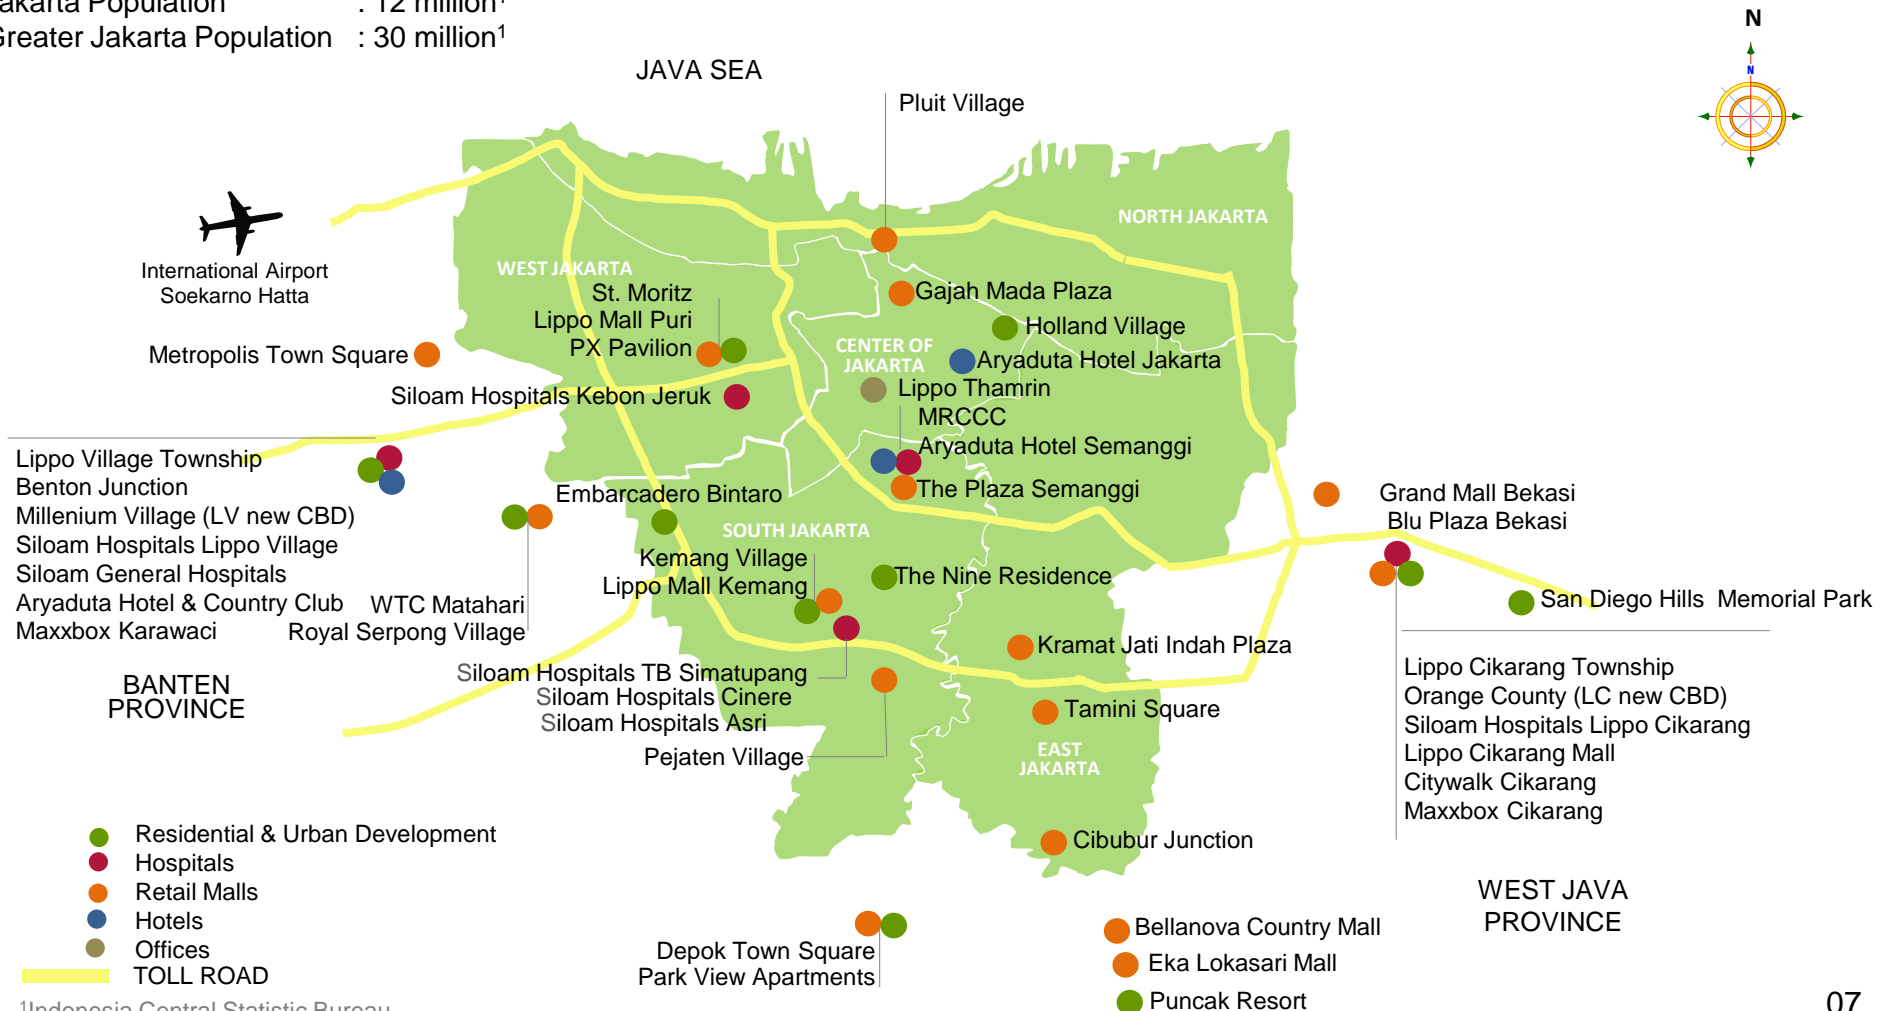 Jakarta Population : 12 million¹
Greater Jakarta Population : 30 million¹
N
N
JAVA SEA
Pluit Village
NORTH JAKARTA
International Airport
Soekarno Hatta
WEST JAKARTA
St. Moritz
Lippo Mall Puri
PX Pavilion
Gajah Mada Plaza
Holland Village
CENTER OF
JAKARTA
Aryaduta Hotel Jakarta
Metropolis Town Square
Siloam Hospitals Kebon Jeruk
Lippo Thamrin
MRCCC
Aryaduta Hotel Semanggi
The Plaza Semanggi
Lippo Village Township
Benton Junction
Millenium Village (LV new CBD)
Siloam Hospitals Lippo Village
Siloam General Hospitals
Aryaduta Hotel & Country Club
Maxxbox Karawaci
WTC Matahari
Royal Serpong Village
Embarcadero Bintaro
SOUTH JAKARTA
Kemang Village
Lippo Mall Kemang
The Nine Residence
Grand Mall Bekasi
Blu Plaza Bekasi
San Diego Hills Memorial Park
Kramat Jati Indah Plaza
Siloam Hospitals TB Simatupang
Siloam Hospitals Cinere
Siloam Hospitals Asri
Pejaten Village
Tamini Square
EAST
JAKARTA
Cibubur Junction
Lippo Cikarang Township
Orange County (LC new CBD)
Siloam Hospitals Lippo Cikarang
Lippo Cikarang Mall
Citywalk Cikarang
Maxxbox Cikarang
BANTEN
PROVINCE
WEST JAVA
PROVINCE
Residential & Urban Development
Hospitals
Retail Malls
Hotels
Offices
TOLL ROAD
Depok Town Square
Park View Apartments
Bellanova Country Mall
Eka Lokasari Mall
Puncak Resort
¹Indonesia Central Statistic Bureau
07